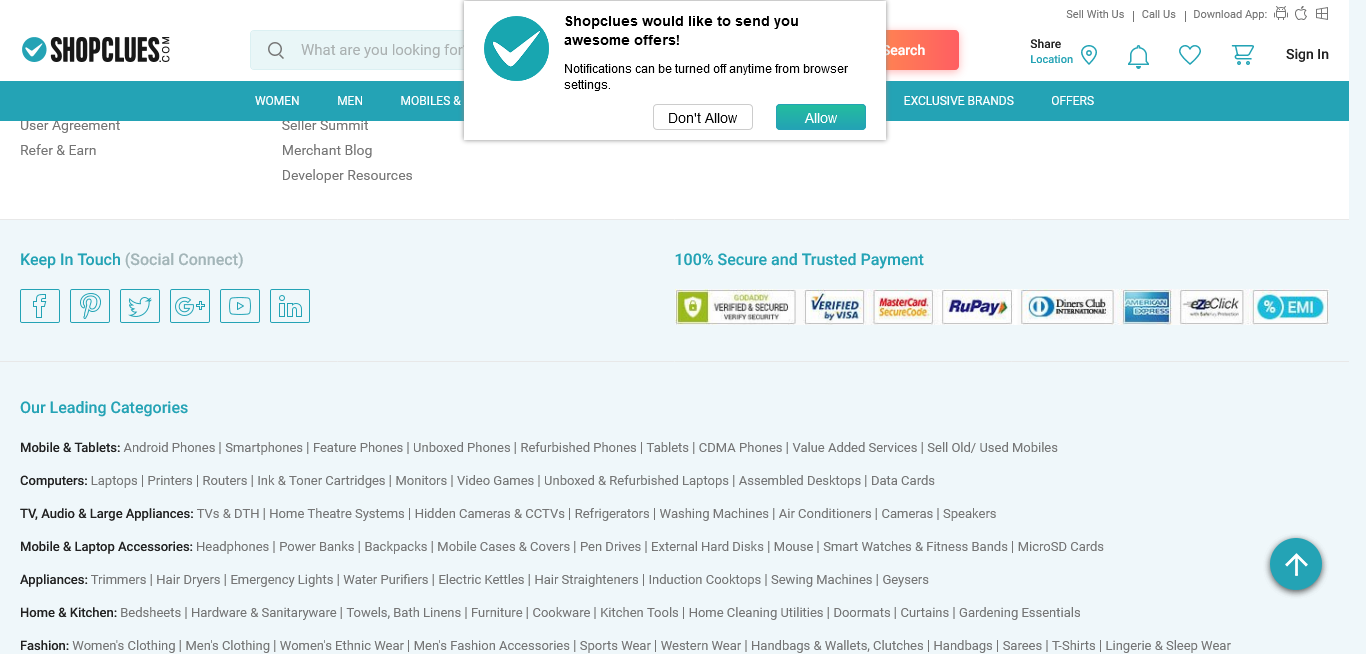 Sell With Us | Call Us | Download App:
SHOPCLUES.COM
What are you looking for
Shopclues would like to send you
awesome offers!
Notifications can be turned off anytime from browser
settings.
Don't Allow
Allow
Search
Share
Location
Sign In
WOMEN MEN MOBILES & EXCLUSIVE BRANDS OFFERS
User Agreement Seller Summit
Refer & Earn Merchant Blog
Developer Resources
Keep In Touch (Social Connect)
100% Secure and Trusted Payment
GODADDY
VERIFIED & SECURED
VERIFY SECURITY
VERIFIED
by VISA
MasterCard.
SecureCode.
RuPay
Diners Club
INTERNATIONAL
AMERICAN
EXPRESS
eZeClick
% EMI
Our Leading Categories
Mobile & Tablets: Android Phones | Smartphones | Feature Phones | Unboxed Phones | Refurbished Phones | Tablets | CDMA Phones | Value Added Services | Sell Old/ Used Mobiles
Computers: Laptops | Printers | Routers | Ink & Toner Cartridges | Monitors | Video Games | Unboxed & Refurbished Laptops | Assembled Desktops | Data Cards
TV, Audio & Large Appliances: TVs & DTH | Home Theatre Systems | Hidden Cameras & CCTVs | Refrigerators | Washing Machines | Air Conditioners | Cameras | Speakers
Mobile & Laptop Accessories: Headphones | Power Banks | Backpacks | Mobile Cases & Covers | Pen Drives | External Hard Disks | Mouse | Smart Watches & Fitness Bands | MicroSD Cards
Appliances: Trimmers | Hair Dryers | Emergency Lights | Water Purifiers | Electric Kettles | Hair Straighteners | Induction Cooktops | Sewing Machines | Geysers
Home & Kitchen: Bedsheets | Hardware & Sanitaryware | Towels, Bath Linens | Furniture | Cookware | Kitchen Tools | Home Cleaning Utilities | Doormats | Curtains | Gardening Essentials
Fashion: Women's Clothing | Men's Clothing | Women's Ethnic Wear | Men's Fashion Accessories | Sports Wear | Western Wear | Handbags & Wallets, Clutches | Handbags | Sarees | T-Shirts | Lingerie & Sleep Wear